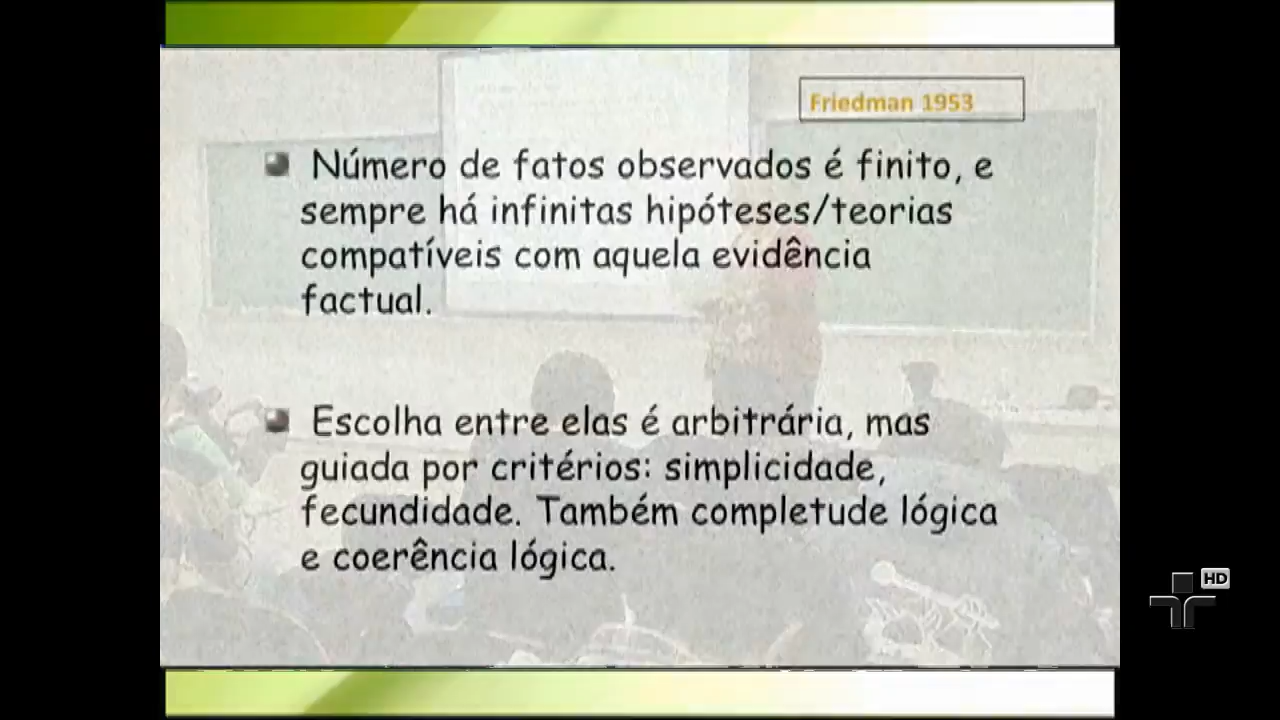 Friedman 1953
Número de fatos observados é finito, e
sempre há infinitas hipóteses/teorias
compatíveis com aquela evidência
factual.
Escolha entre elas é arbitrária, mas
guiada por critérios: simplicidade,
fecundidade. Também completude lógica
e coerência lógica.
HD